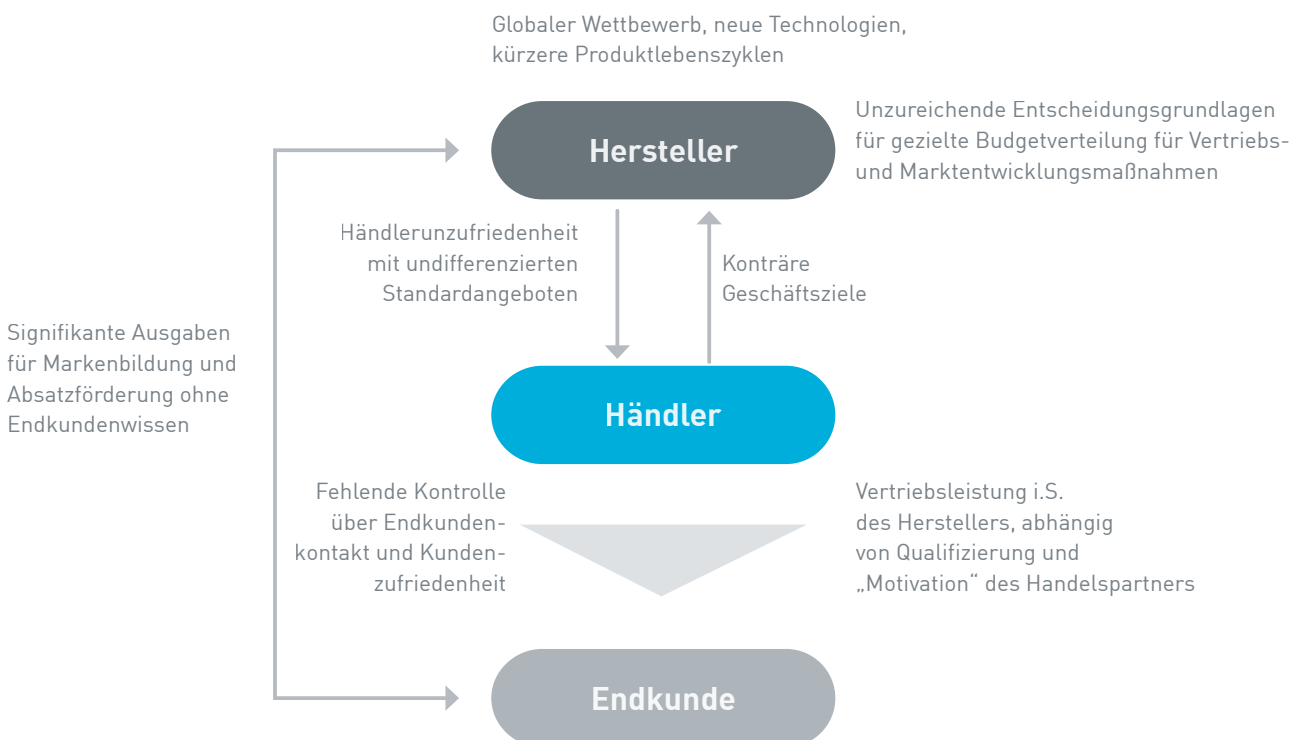 Globaler Wettbewerb, neue Technologien,
kürzere Produktlebenszyklen
Hersteller
Unzureichende Entscheidungsgrundlagen
für gezielte Budgetverteilung für Vertriebs-
und Marktentwicklungsmaßnahmen
Händlerunzufriedenheit
mit undifferenzierten
Standardangeboten
Konträre
Geschäftsziele
Signifikante Ausgaben
für Markenbildung und
Absatzförderung ohne
Endkundenwissen
Händler
Fehlende Kontrolle
über Endkunden-
kontakt und Kunden-
zufriedenheit
Vertriebsleistung i.S.
des Herstellers, abhängig
von Qualifizierung und
„Motivation“ des Handelspartners
Endkunde